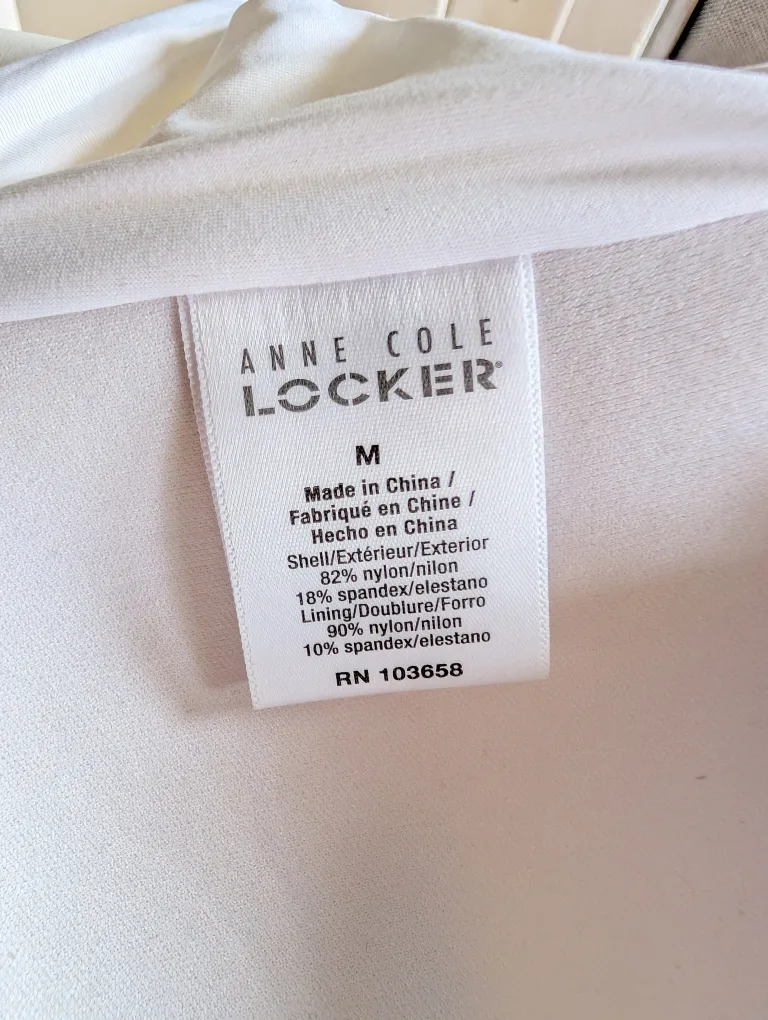 ANNE COLE
LOCKER®
M
Made in China /
Fabriqué en Chine /
Hecho en China
Shell/Extérieur/Exterior
82% nylon/nilon
18% spandex/elestano
Lining/Doublure/Forro
90% nylon/nilon
10% spandex/elestano
RN 103658